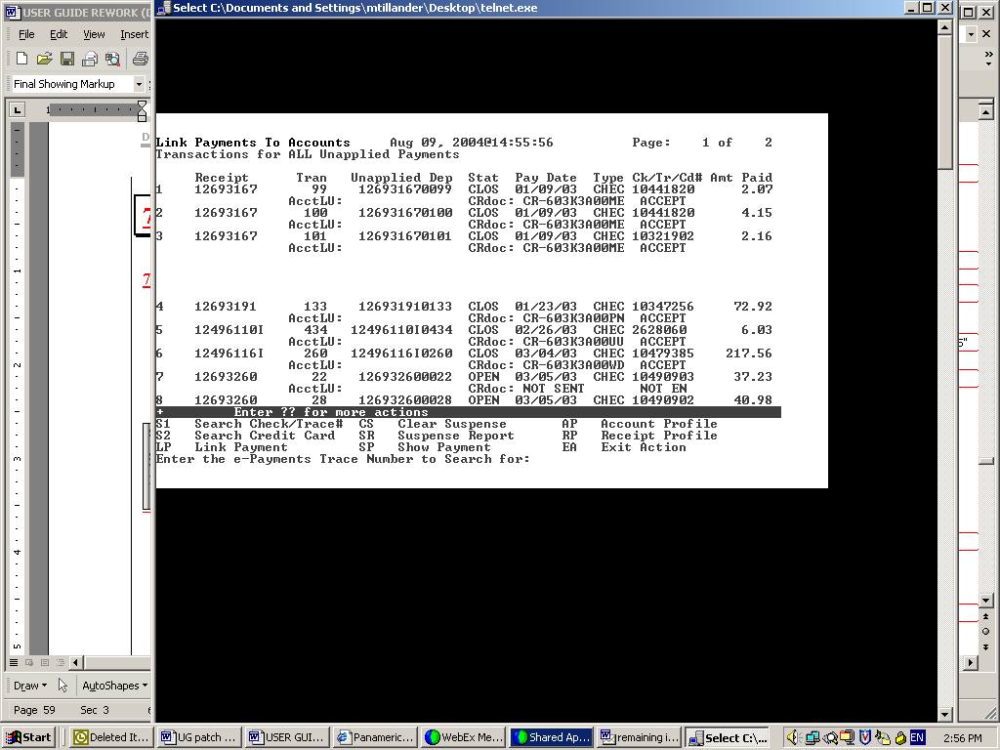 USER GUIDE REWORK (D
Select C:\Documents and Settings\mtillander\Desktop\telnet.exe
File Edit View Insert
Final Showing Markup
Link Payments To Accounts Aug 09, 2004@14:55:56 Page: 1 of 2
Transactions for ALL Unapplied Payments
Receipt Tran Unapplied Dep Stat Pay Date Type Ck/Tr/Cd# Amt Paid
1 12693167 99 126931670099 CLOS 01/09/03 CHEC 10441820 2.07
AcctLU: CRdoc: CR-603K3A00ME ACCEPT
2 12693167 100 126931670100 CLOS 01/09/03 CHEC 10441820 4.15
AcctLU: CRdoc: CR-603K3A00ME ACCEPT
3 12693167 101 126931670101 CLOS 01/09/03 CHEC 10321902 2.16
AcctLU: CRdoc: CR-603K3A00ME ACCEPT
4 12693191 133 126931910133 CLOS 01/23/03 CHEC 10347256 72.92
AcctLU: CRdoc: CR-603K3A00PN ACCEPT
5 12496110I 434 12496110I0434 CLOS 02/26/03 CHEC 2628060 6.03
AcctLU: CRdoc: CR-603K3A00UU ACCEPT
6 12496116I 260 12496116I0260 CLOS 03/04/03 CHEC 10479385 217.56
AcctLU: CRdoc: CR-603K3A00WD ACCEPT
7 12693260 22 126932600022 OPEN 03/05/03 CHEC 10490903 37.23
AcctLU: CRdoc: NOT SENT NOT EN
8 12693260 28 126932600028 OPEN 03/05/03 CHEC 10490902 40.98
+ Enter ?? for more actions
S1 Search Check/Trace# CS Clear Suspense AP Account Profile
S2 Search Credit Card SR Suspense Report RP Receipt Profile
LP Link Payment SP Show Payment EA Exit Action
Enter the e-Payments Trace Number to Search for:
Draw AutoShapes
Page 59 Sec 3
Start Deleted It... UG patch ... USER GUI... Panameric... WebEx Me... Shared Ap... remaining i... Select C:\... EN 2:56 PM